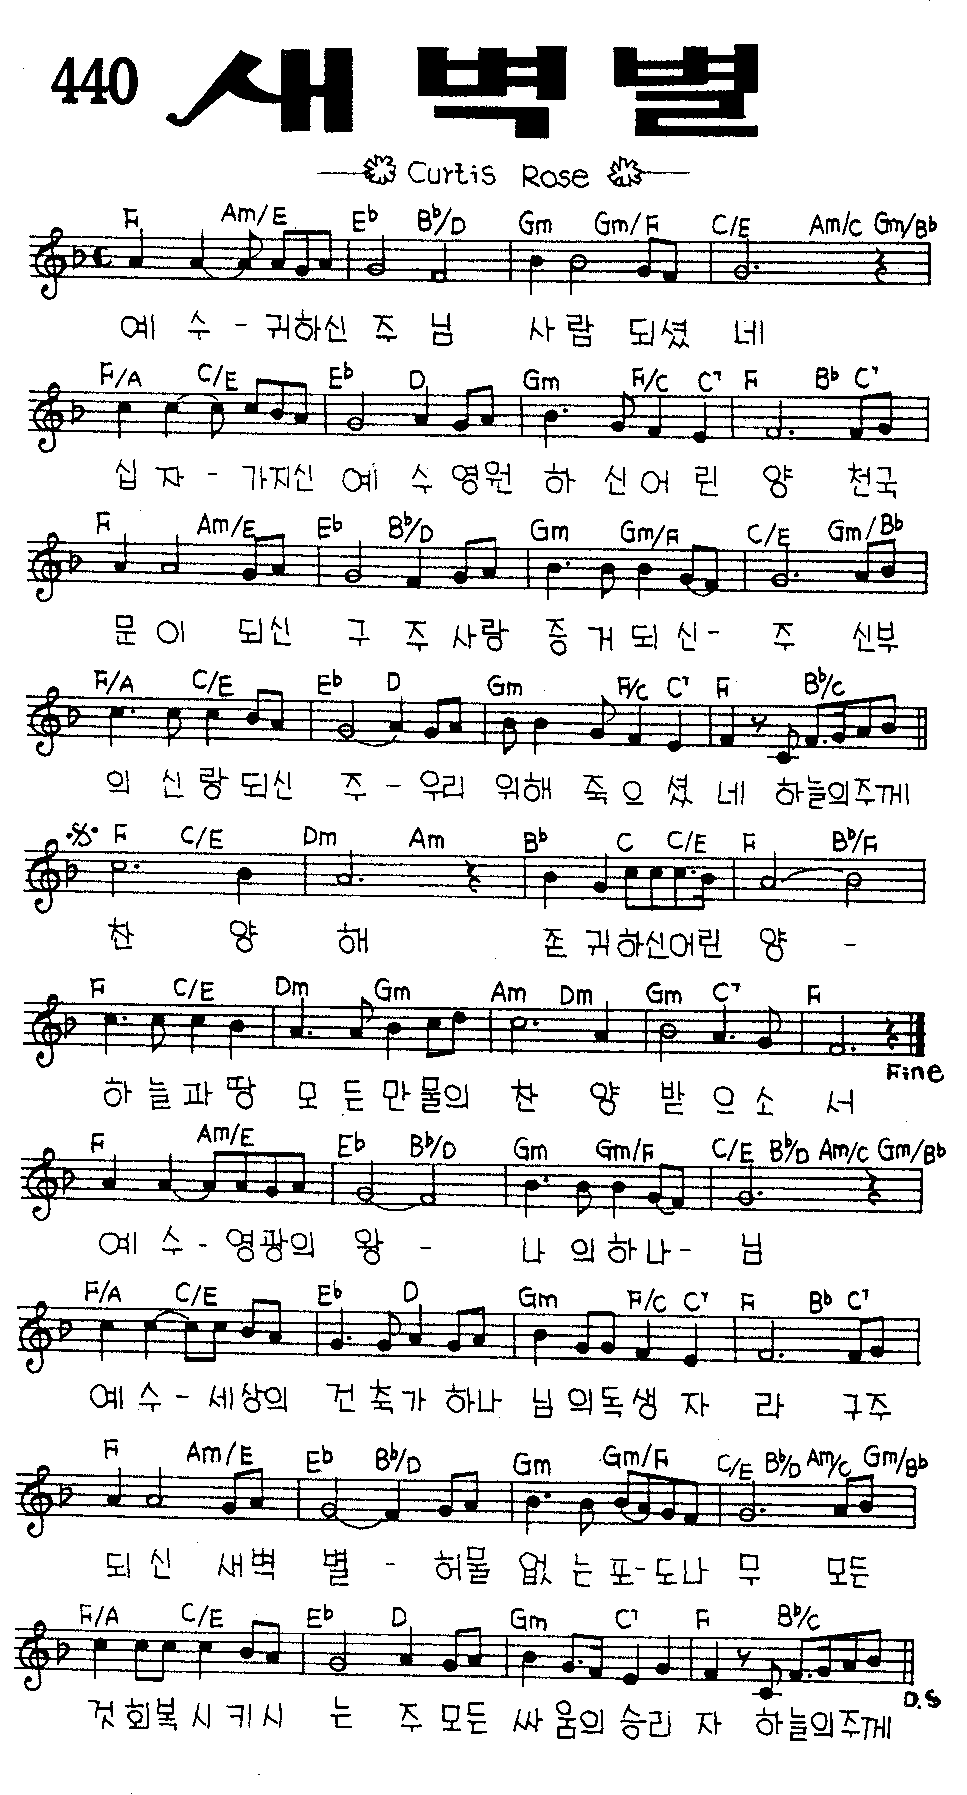 440 새벽별
Curtis Rose
F Am/E E♭ B♭/D Gm Gm/F C/E Am/C Gm/B♭
예 수 - 귀하신 주 님 사 람 되셨 네
F/A C/E E♭ D Gm F/C C7 F B♭ C7
십 자 - 가지신 예 수 영원 하 신어 린 양 천국
F Am/E E♭ B♭/D Gm Gm/F C/E Gm/B♭
문 이 되신 구 주 사랑 증 거 되 신 - 주 신부
F/A C/E E♭ D Gm F/C C7 F B♭/C
의 신 랑 되신 주 - 우리 위해 죽 으 셨 네 하늘의주께
F C/E Dm Am B♭ C C/E F B♭/F
찬 양 해 존 귀하신어린 양 -
F C/E Dm Gm Am Dm Gm C7 F
Fine
하 늘 과 땅 모 든 만물의 찬 양 받 으 소 서
F Am/E E♭ B♭/D Gm Gm/F C/E B♭/D Am/C Gm/B♭
예 수 - 영광의 왕 - 나 의 하 나 - 님
F/A C/E E♭ D Gm F/C C7 F B♭ C7
예 수 - 세상의 건 축 가 하나 님 의독 생 자 라 구주
F Am/E E♭ B♭/D Gm Gm/F C/E B♭/D Am/C Gm/B♭
되 신 새벽 별 - 허물 없 는 포-도나 무 모든
F/A C/E E♭ D Gm C7 F B♭/C
D.S
것 회복 시 키 시 는 주 모든 싸 움의 승리 자 하늘의주께